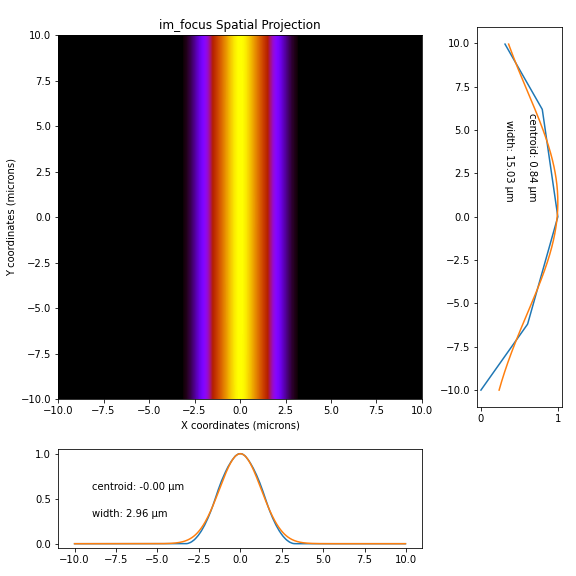 im_focus Spatial Projection
10.0
7.5
5.0
2.5
0.0
−2.5
−5.0
−7.5
−10.0
Y coordinates (microns)
−10.0 −7.5 −5.0 −2.5 0.0 2.5 5.0 7.5 10.0
X coordinates (microns)
10.0
7.5
5.0
2.5
0.0
−2.5
−5.0
−7.5
−10.0
centroid: 0.84 μm
width: 15.03 μm
0 1
1.0
0.5
0.0
centroid: -0.00 μm
width: 2.96 μm
−10.0 −7.5 −5.0 −2.5 0.0 2.5 5.0 7.5 10.0